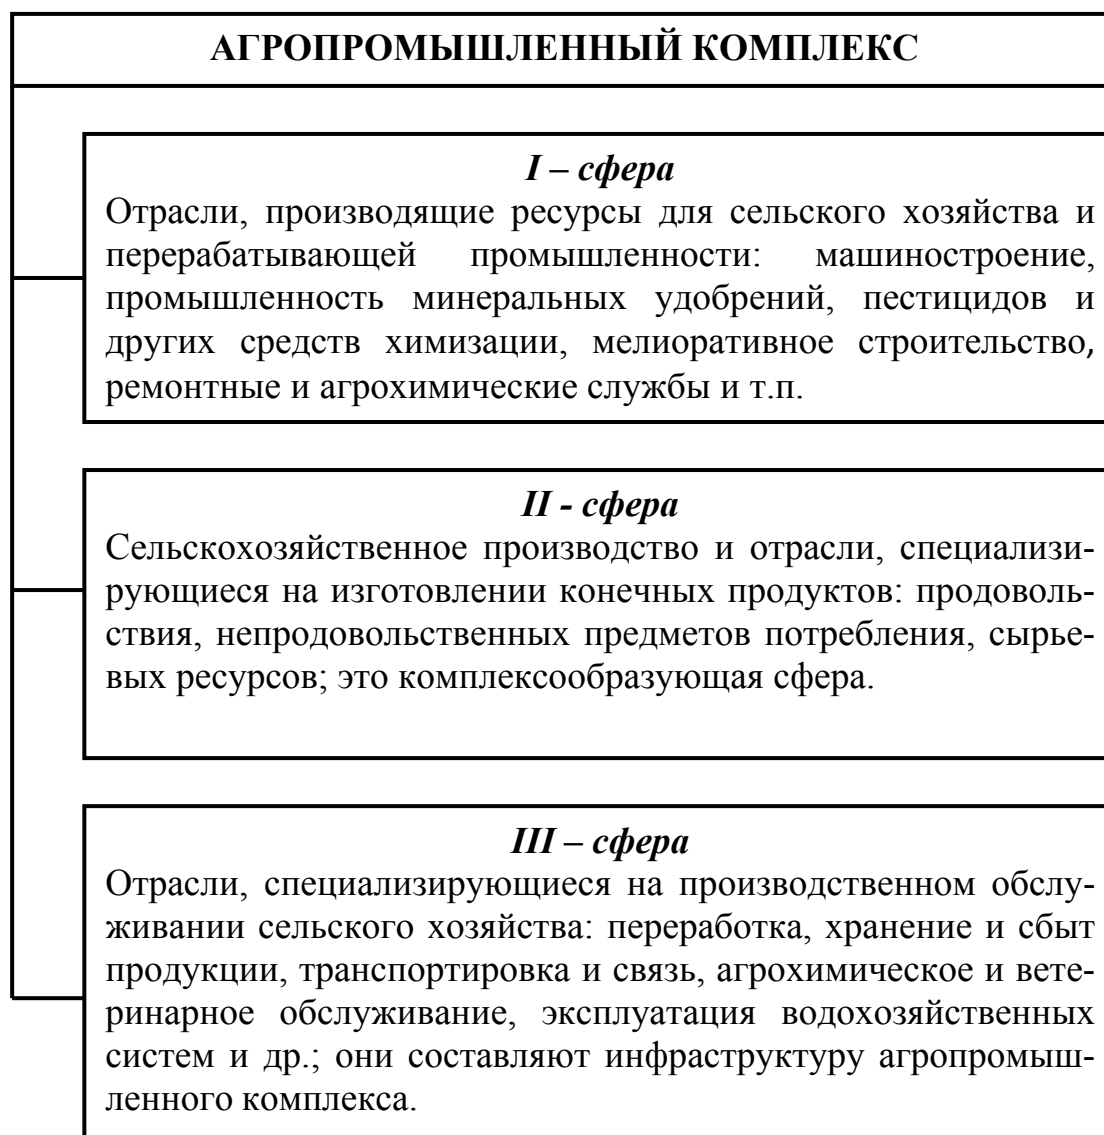 АГРОПРОМЫШЛЕННЫЙ КОМПЛЕКС
I – сфера
Отрасли, производящие ресурсы для сельского хозяйства и
перерабатывающей промышленности: машиностроение,
промышленность минеральных удобрений, пестицидов и
других средств химизации, мелиоративное строительство,
ремонтные и агрохимические службы и т.п.
II - сфера
Сельскохозяйственное производство и отрасли, специализи-
рующиеся на изготовлении конечных продуктов: продоволь-
ствия, непродовольственных предметов потребления, сырье-
вых ресурсов; это комплексообразующая сфера.
III – сфера
Отрасли, специализирующиеся на производственном обслу-
живании сельского хозяйства: переработка, хранение и сбыт
продукции, транспортировка и связь, агрохимическое и вете-
ринарное обслуживание, эксплуатация водохозяйственных
систем и др.; они составляют инфраструктуру агропромыш-
ленного комплекса.